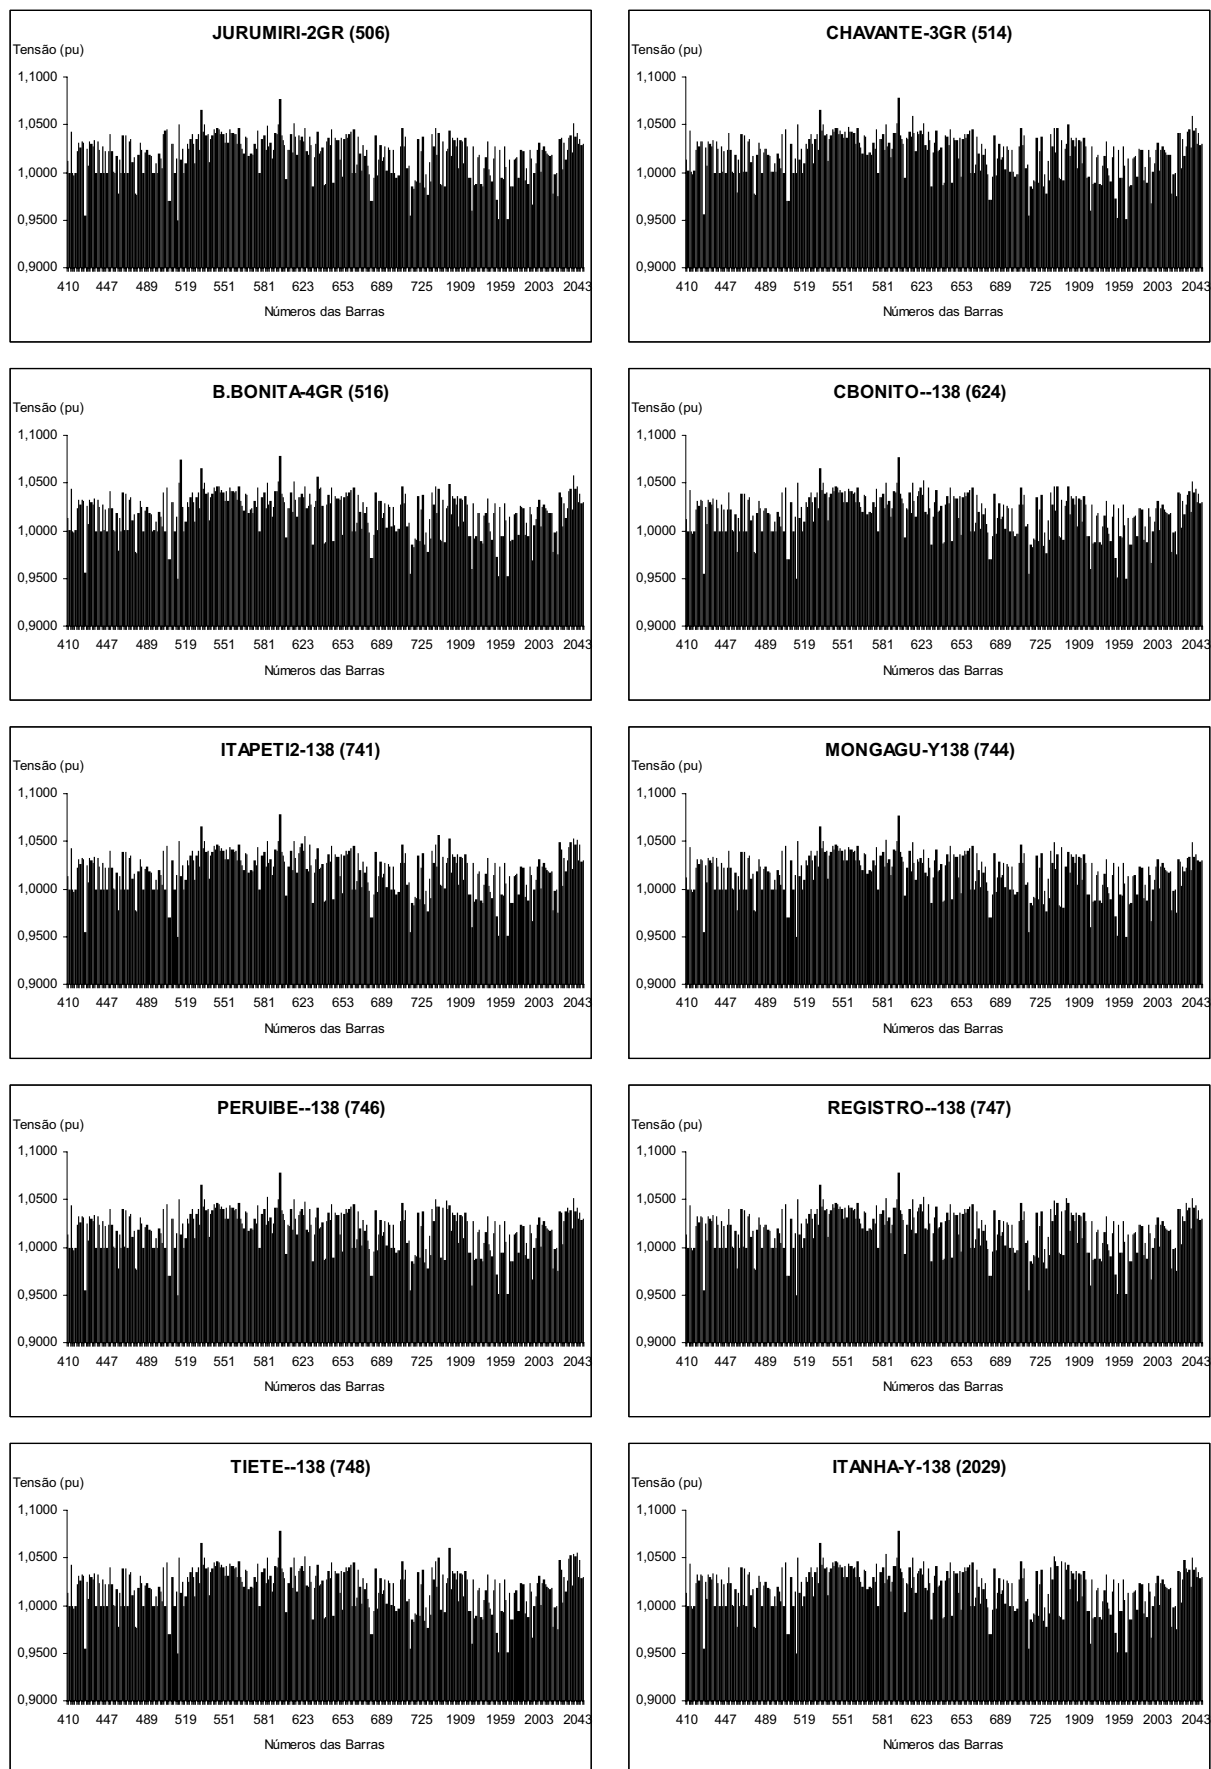 JURUMIRI-2GR (506)
Tensão (pu)
1,1000
1,0500
1,0000
0,9500
0,9000
410 447 489 519 551 581 623 653 689 725 1909 1959 2003 2043
Números das Barras
CHAVANTE-3GR (514)
Tensão (pu)
1,1000
1,0500
1,0000
0,9500
0,9000
410 447 489 519 551 581 623 653 689 725 1909 1959 2003 2043
Números das Barras
B.BONITA-4GR (516)
Tensão (pu)
1,1000
1,0500
1,0000
0,9500
0,9000
410 447 489 519 551 581 623 653 689 725 1909 1959 2003 2043
Números das Barras
CBONITO--138 (624)
Tensão (pu)
1,1000
1,0500
1,0000
0,9500
0,9000
410 447 489 519 551 581 623 653 689 725 1909 1959 2003 2043
Números das Barras
ITAPETI2-138 (741)
Tensão (pu)
1,1000
1,0500
1,0000
0,9500
0,9000
410 447 489 519 551 581 623 653 689 725 1909 1959 2003 2043
Números das Barras
MONGAGU-Y138 (744)
Tensão (pu)
1,1000
1,0500
1,0000
0,9500
0,9000
410 447 489 519 551 581 623 653 689 725 1909 1959 2003 2043
Números das Barras
PERUIBE--138 (746)
Tensão (pu)
1,1000
1,0500
1,0000
0,9500
0,9000
410 447 489 519 551 581 623 653 689 725 1909 1959 2003 2043
Números das Barras
REGISTRO--138 (747)
Tensão (pu)
1,1000
1,0500
1,0000
0,9500
0,9000
410 447 489 519 551 581 623 653 689 725 1909 1959 2003 2043
Números das Barras
TIETE--138 (748)
Tensão (pu)
1,1000
1,0500
1,0000
0,9500
0,9000
410 447 489 519 551 581 623 653 689 725 1909 1959 2003 2043
Números das Barras
ITANHA-Y-138 (2029)
Tensão (pu)
1,1000
1,0500
1,0000
0,9500
0,9000
410 447 489 519 551 581 623 653 689 725 1909 1959 2003 2043
Números das Barras